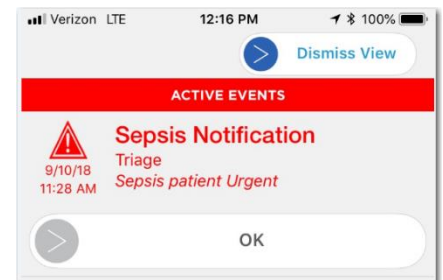 Verizon LTE 12:16 PM 100%
Dismiss View
ACTIVE EVENTS
Sepsis Notification
Triage
9/10/18
Sepsis patient Urgent
11:28 AM
OK